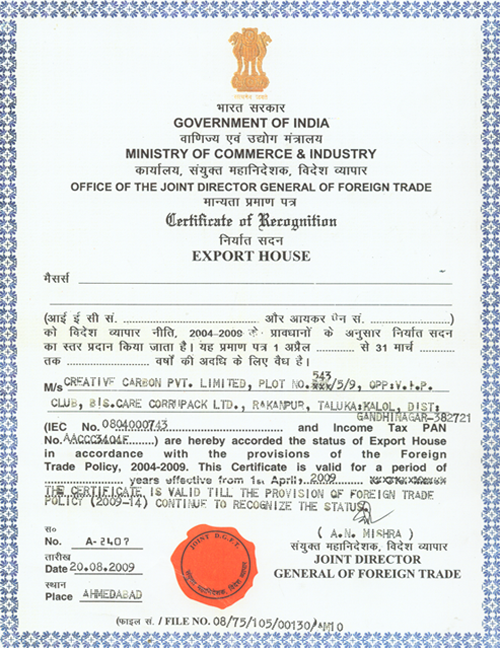 भारत सरकार
GOVERNMENT OF INDIA
वाणिज्य एवं उद्योग मंत्रालय
MINISTRY OF COMMERCE & INDUSTRY
कार्यालय, संयुक्त महानिदेशक, विदेश व्यापार
OFFICE OF THE JOINT DIRECTOR GENERAL OF FOREIGN TRADE
मान्यता प्रमाण पत्र
Certificate of Recognition
निर्यात सदन
EXPORT HOUSE
मैसर्स
(आई ई सी सं. .............................. और आयकर पैन सं. ....................)
को विदेश व्यापार नीति, 2004-2009 के प्रावधानों के अनुसार निर्यात सदन
का स्तर प्रदान किया जाता है। यह प्रमाण पत्र 1 अप्रैल ............ से 31 मार्च ............
तक .................... वर्षों की अवधि के लिए वैध है।
543
M/s CREATIVE CARBON PVT. LIMITED, PLOT NO. /5/9, OPP:V.I.P.
CLUB, B/S.CARE CORRUPACK LTD., RAKANPUR, TALUKA:KALOL, DIST:
GANDHINAGAR-382721
(IEC No. 0804000743 .................... and Income Tax PAN
No. AACCC3404F.......) are hereby accorded the status of Export House
in accordance with the provisions of the Foreign
Trade Policy, 2004-2009. This Certificate is valid for a period of
.................... years effective from 1st April, 2009
THE CERTIFICATE IS VALID TILL THE PROVISION OF FOREIGN TRADE
POLICY (2009-14) CONTINUE TO RECOGNIZE THE STATUS.
(A.N. MISHRA)
स०
No. A-2407
संयुक्त महानिदेशक, विदेश व्यापार
तारीख
JOINT DIRECTOR
Date 20.08.2009
GENERAL OF FOREIGN TRADE
स्थान
Place AHMEDABAD
JOINT D.G.F.T.
संयुक्त महानिदेशक, विदेश व्यापार
(फाइल सं. / FILE NO. 08/75/105/00130/AM10